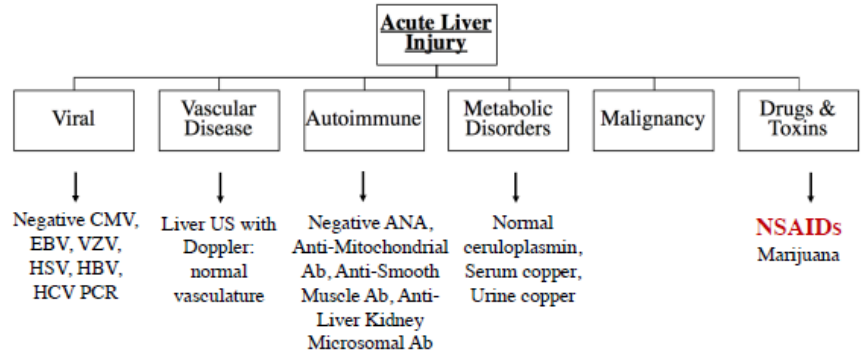 Acute Liver
Injury
Viral
Vascular
Disease
Autoimmune
Metabolic
Disorders
Malignancy
Drugs &
Toxins
Negative CMV,
EBV, VZV,
HSV, HBV,
HCV PCR
Liver US with
Doppler:
normal
vasculature
Negative ANA,
Anti-Mitochondrial
Ab, Anti-Smooth
Muscle Ab, Anti-
Liver Kidney
Microsomal Ab
Normal
ceruloplasmin,
Serum copper,
Urine copper
NSAIDs
Marijuana